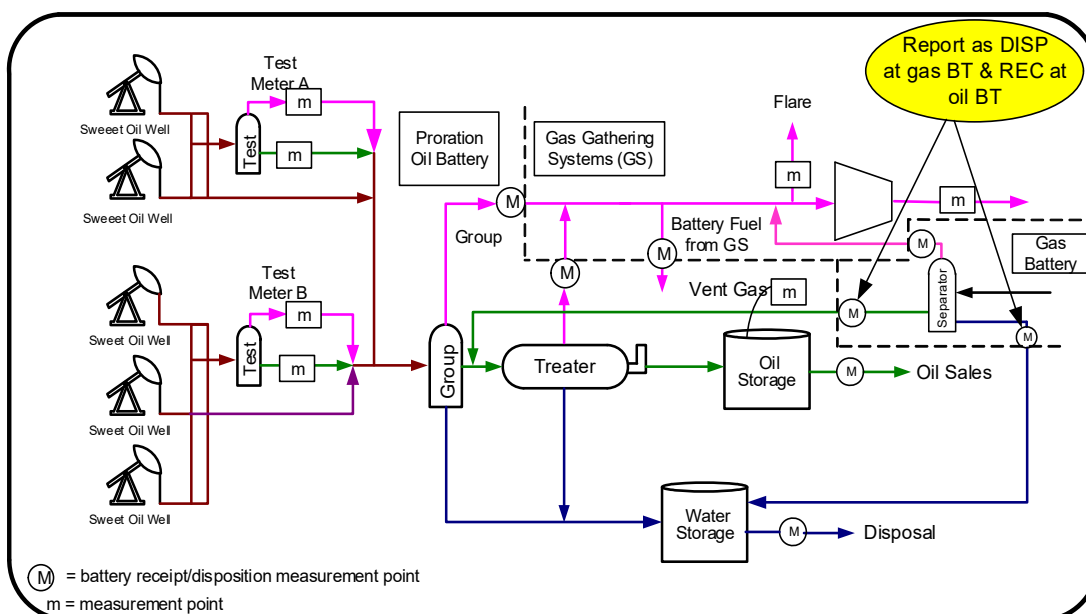 Report as DISP
at gas BT & REC at
oil BT
Test
Meter A
m
Sweeet Oil Well
Test
m
Sweeet Oil Well
Proration
Oil Battery
Gas Gathering
Systems (GS)
Flare
m
m
M
Group
Battery Fuel
from GS
M
M
M
Gas
Battery
Test
Meter B
m
Sweet Oil Well
Test
m
Sweet Oil Well
Sweet Oil Well
Vent Gas
m
M
Separator
M
Group
Treater
Oil
Storage
M
Oil Sales
Water
Storage
M
Disposal
M = battery receipt/disposition measurement point
m = measurement point